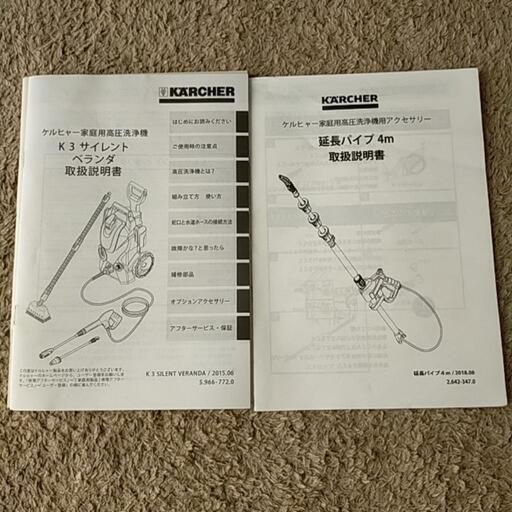 KÄRCHER
ケルヒャー家庭用高圧洗浄機
K 3 サイレント
ベランダ
取扱説明書
はじめにお読みください
ご使用時の注意点
高圧洗浄機とは？
組み立て方 使い方
蛇口と水道ホースの接続方法
故障かな？と思ったら
補修部品
オプションアクセサリー
アフターサービス・保証
K 3 SILENT VERANDA / 2015.06
5.966-772.0
KÄRCHER
ケルヒャー家庭用高圧洗浄機用アクセサリー
延長パイプ 4m
取扱説明書
延長パイプ 4 m / 2018.06
2.642-347.0